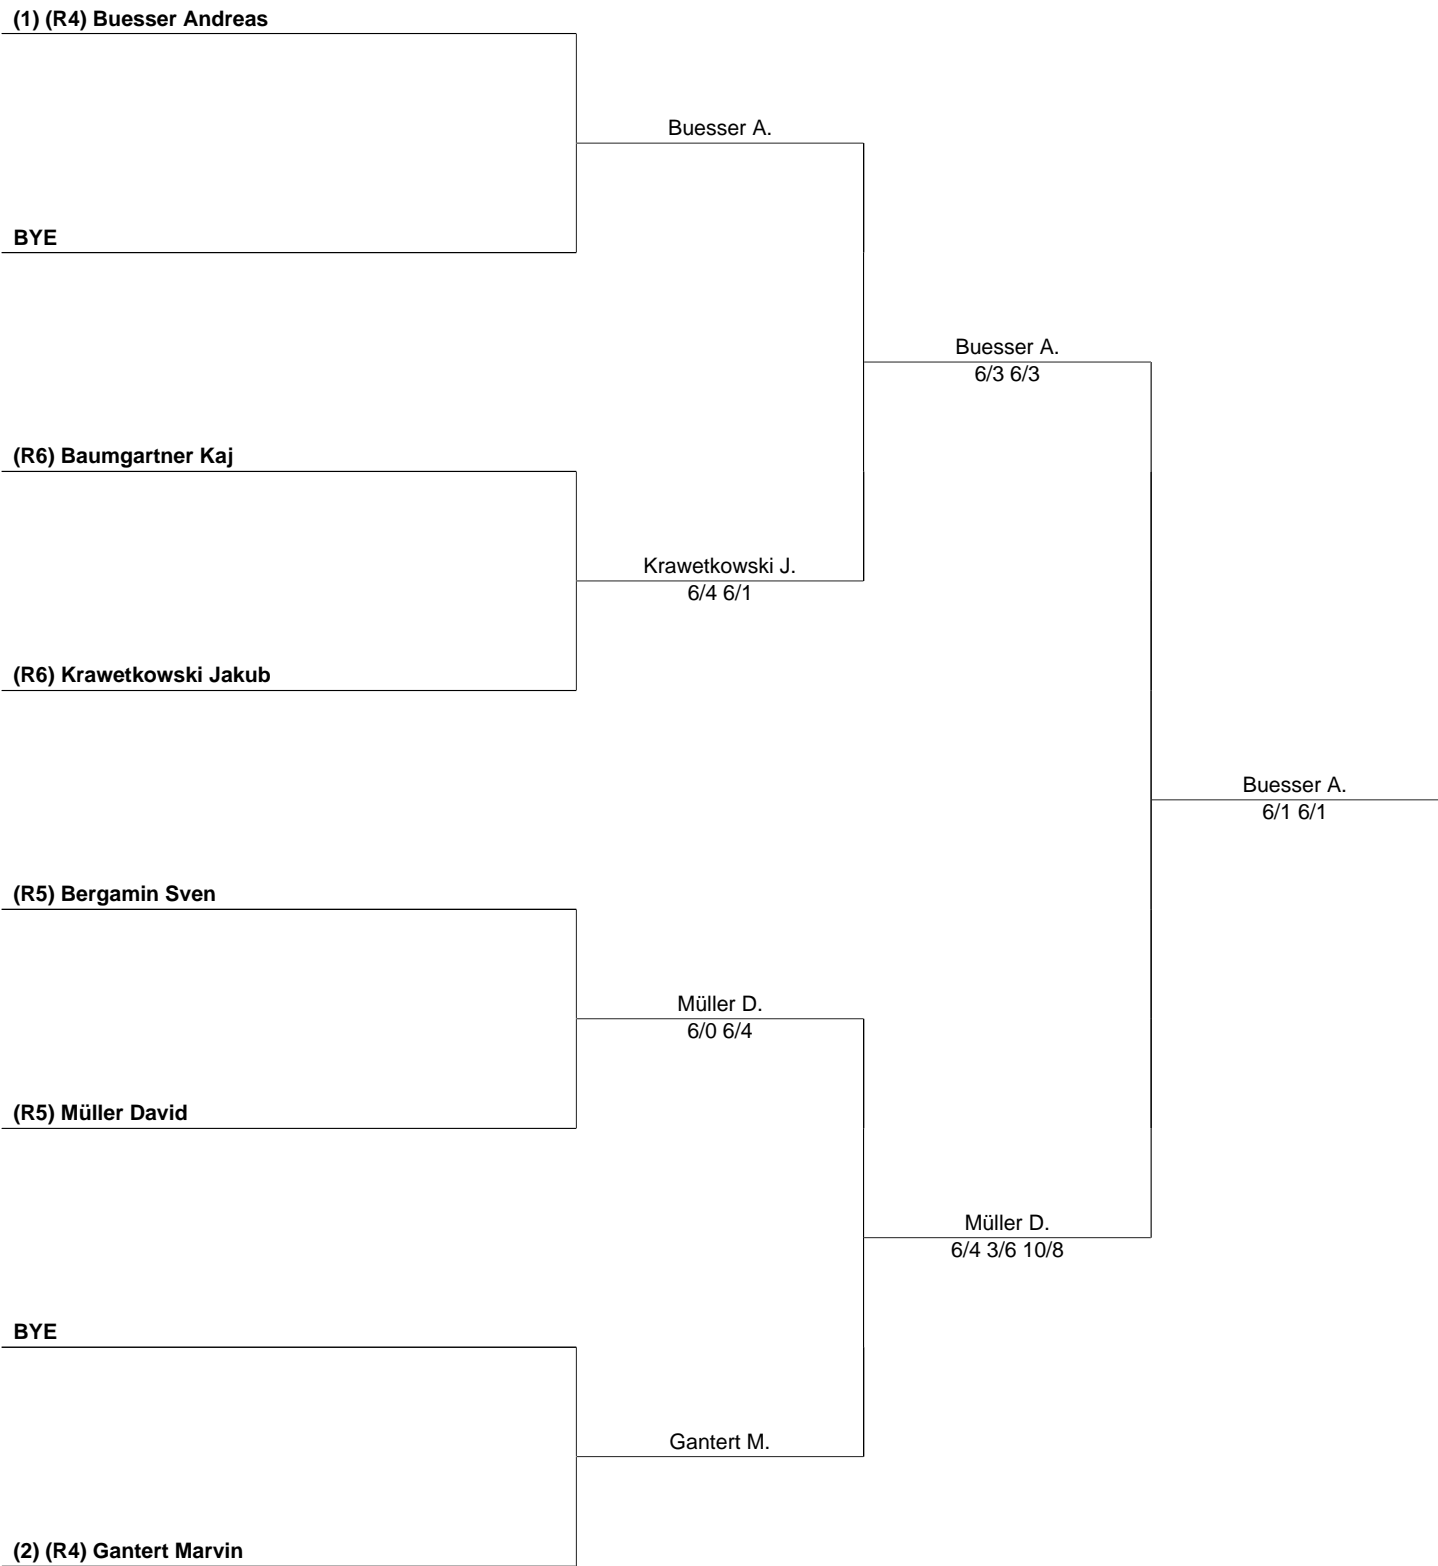 (1) (R4) Buesser Andreas
Buesser A.
BYE
Buesser A.
6/3 6/3
(R6) Baumgartner Kaj
Krawetkowski J.
6/4 6/1
(R6) Krawetkowski Jakub
Buesser A.
6/1 6/1
(R5) Bergamin Sven
Müller D.
6/0 6/4
(R5) Müller David
Müller D.
6/4 3/6 10/8
BYE
Gantert M.
(2) (R4) Gantert Marvin